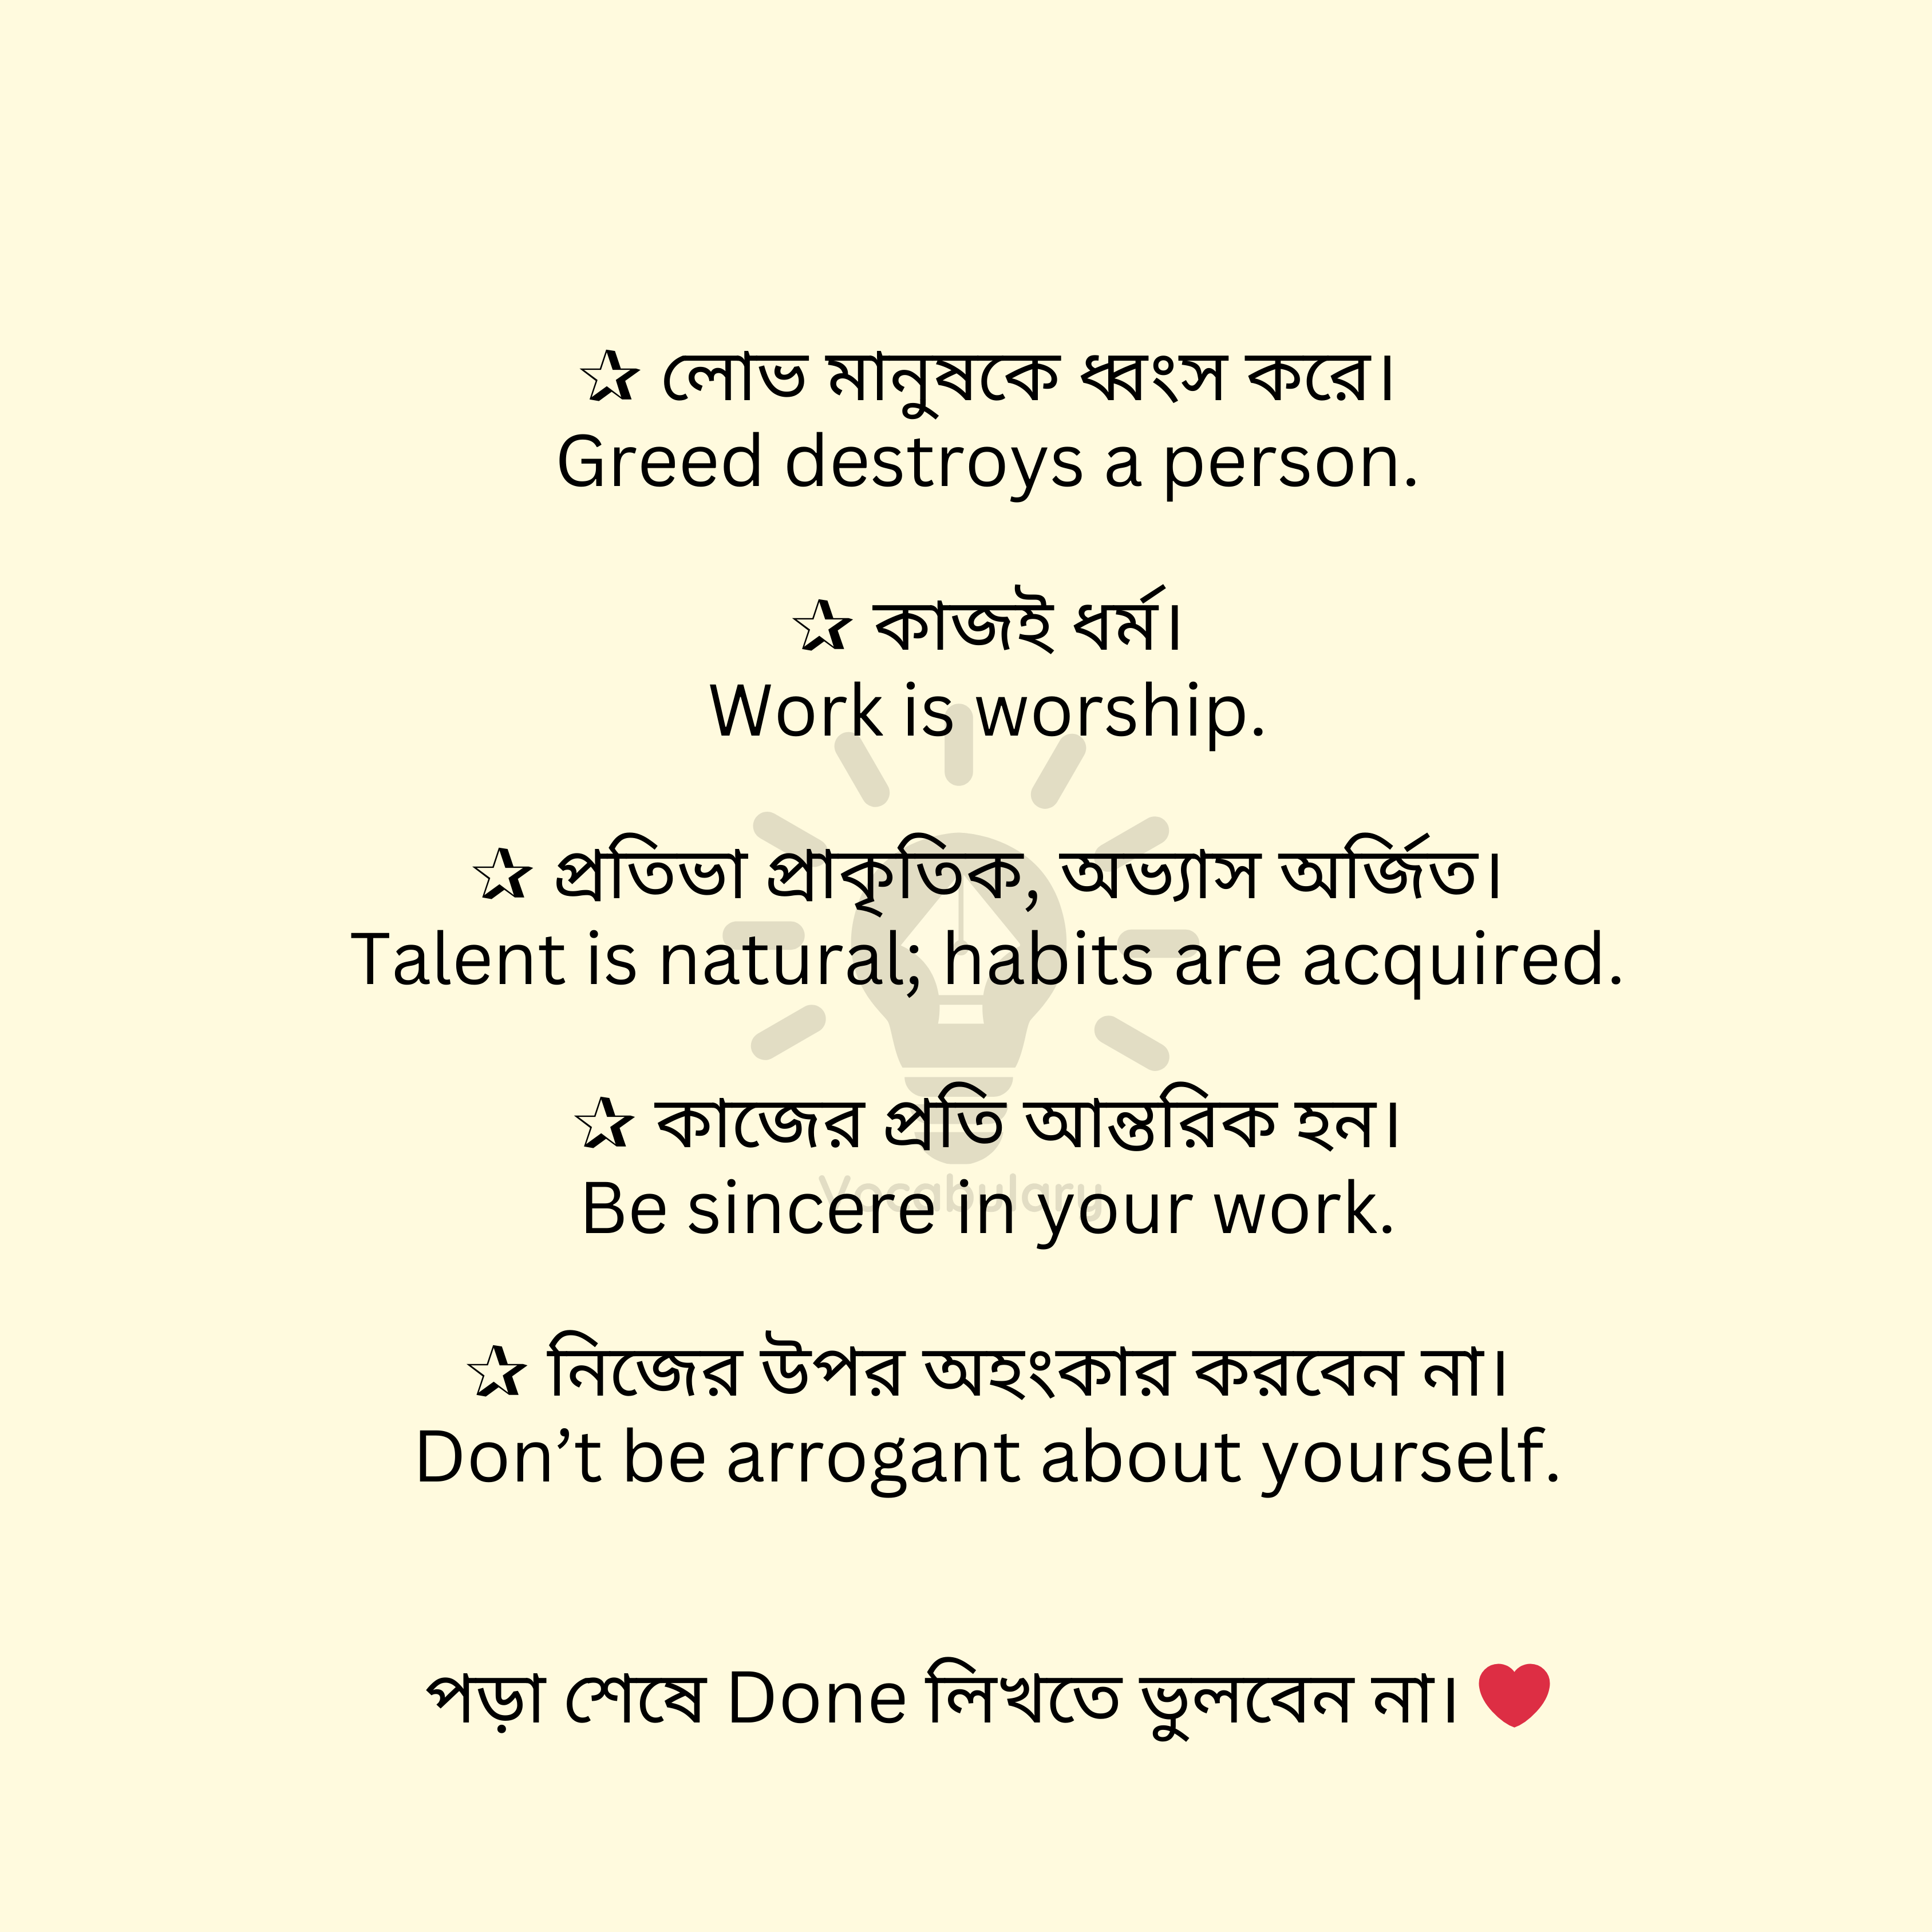 ✰ লোভ মানুষকে ধ্বংস করে।
Greed destroys a person.
✰ কাজই ধর্ম।
Work is worship.
✰ প্রতিভা প্রাকৃতিক, অভ্যাস অর্জিত।
Talent is natural; habits are acquired.
✰ কাজের প্রতি আন্তরিক হন।
Vocabulary
Be sincere in your work.
✰ নিজের উপর অহংকার করবেন না।
Don’t be arrogant about yourself.
পড়া শেষে Done লিখতে ভুলবেন না। ❤️